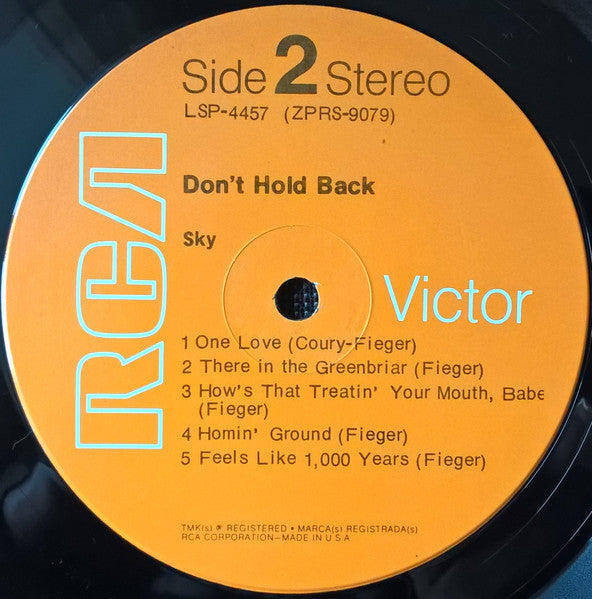 Side 2 Stereo
LSP-4457 (ZPRS-9079)
Don't Hold Back
Sky
RCA
Victor
1 One Love (Coury-Fieger)
2 There in the Greenbriar (Fieger)
3 How's That Treatin' Your Mouth, Babe
(Fieger)
4 Homin' Ground (Fieger)
5 Feels Like 1,000 Years (Fieger)
TMK(s) ® REGISTERED • MARCA(s) REGISTRADA(s)
RCA CORPORATION—MADE IN U.S.A